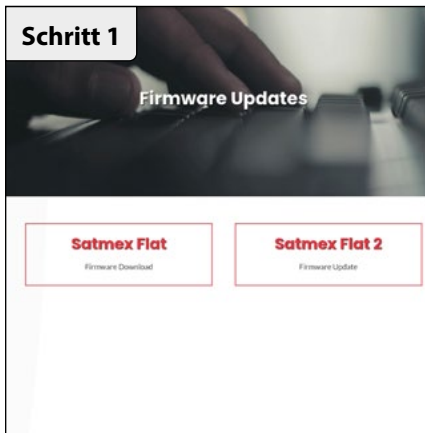 Schritt 1
Firmware Updates
Satmex Flat
Satmex Flat 2
Firmware Download
Firmware Update